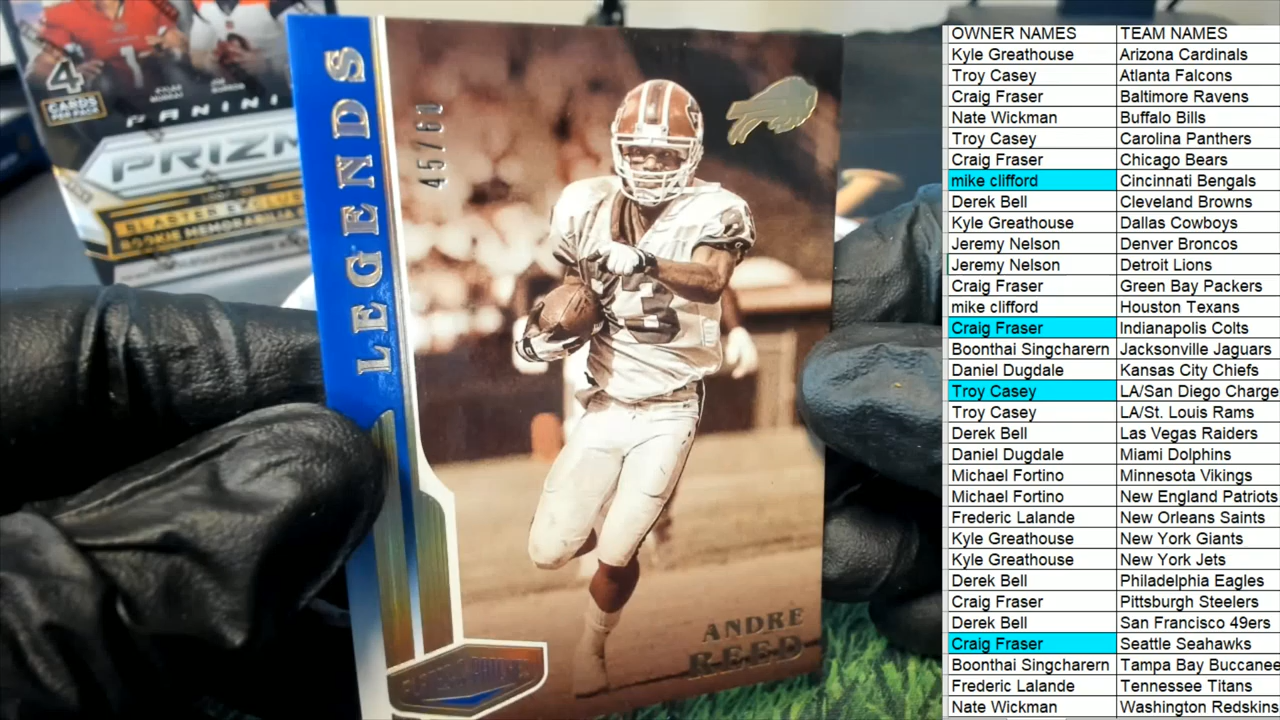 4
CARDS
PER PACK
PANINI
PRIZM
ROOKIE MEMORABILIA
LEGENDS
45/61
ANDRE
REED
OWNER NAMES TEAM NAMES
Kyle Greathouse Arizona Cardinals
Troy Casey Atlanta Falcons
Craig Fraser Baltimore Ravens
Nate Wickman Buffalo Bills
Troy Casey Carolina Panthers
Craig Fraser Chicago Bears
mike clifford Cincinnati Bengals
Derek Bell Cleveland Browns
Kyle Greathouse Dallas Cowboys
Jeremy Nelson Denver Broncos
Jeremy Nelson Detroit Lions
Craig Fraser Green Bay Packers
mike clifford Houston Texans
Craig Fraser Indianapolis Colts
Boonthai Singcharern Jacksonville Jaguars
Daniel Dugdale Kansas City Chiefs
Troy Casey LA/San Diego Charge
Troy Casey LA/St. Louis Rams
Derek Bell Las Vegas Raiders
Daniel Dugdale Miami Dolphins
Michael Fortino Minnesota Vikings
Michael Fortino New England Patriots
Frederic Lalande New Orleans Saints
Kyle Greathouse New York Giants
Kyle Greathouse New York Jets
Derek Bell Philadelphia Eagles
Craig Fraser Pittsburgh Steelers
Derek Bell San Francisco 49ers
Craig Fraser Seattle Seahawks
Boonthai Singcharern Tampa Bay Buccanee
Frederic Lalande Tennessee Titans
Nate Wickman Washington Redskins